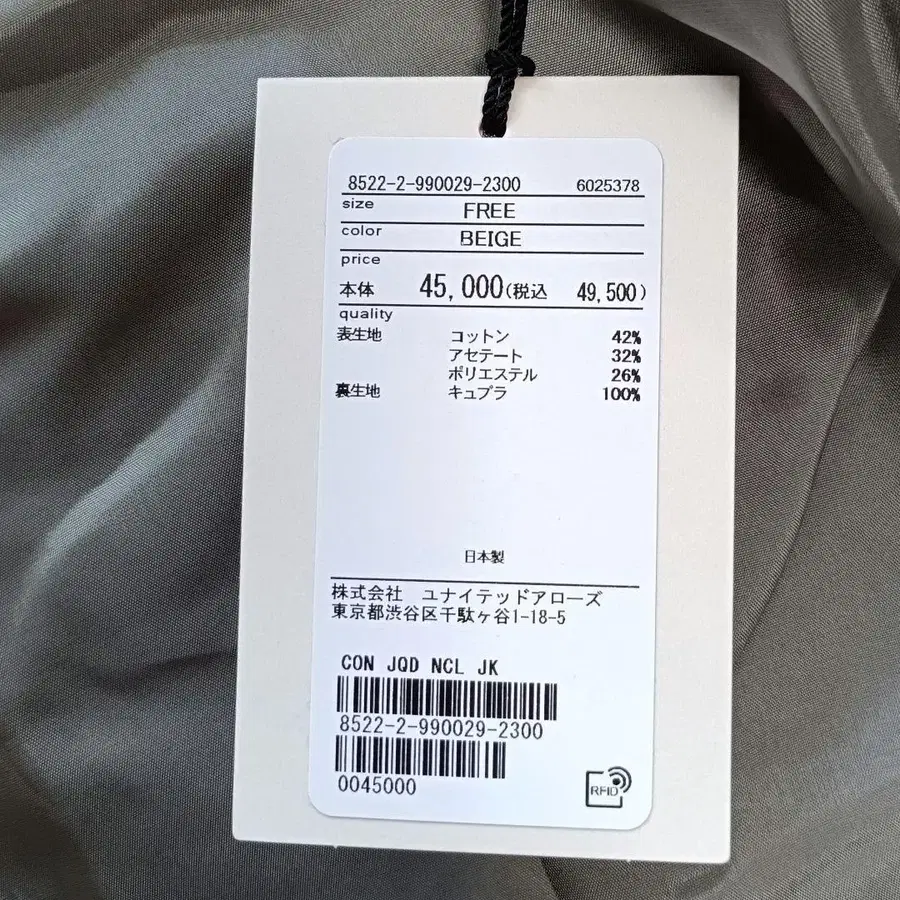 8522-2-990029-2300 6025378
size FREE
color BEIGE
price
本体 45,000(税込 49,500)
quality
表生地 コットン 42%
アセテート 32%
ポリエステル 26%
裏生地 キュプラ 100%
日本製
株式会社 ユナイテッドアローズ
東京都渋谷区千駄ヶ谷1-18-5
CON JQD NCL JK
8522-2-990029-2300
0045000
RFID